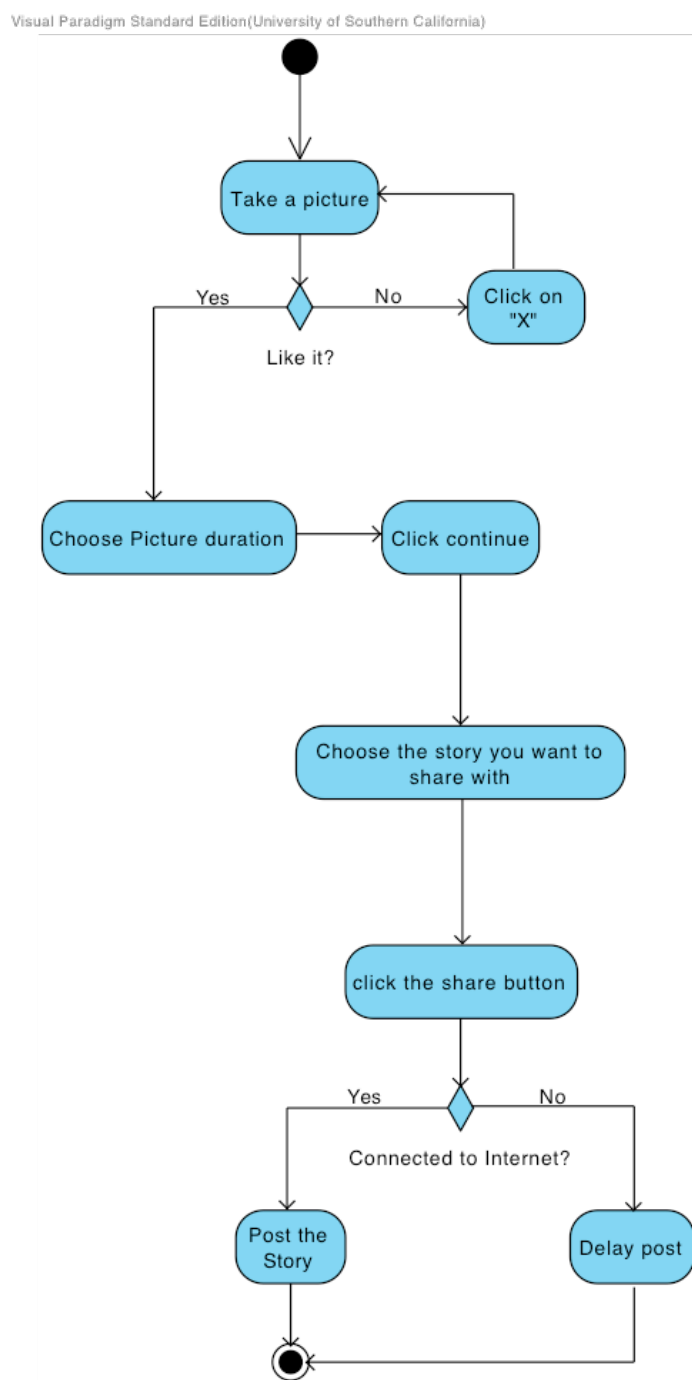 Visual Paradigm Standard Edition(University of Southern California)
Take a picture
Yes
No
Click on
"X"
Like it?
Choose Picture duration
Click continue
Choose the story you want to
share with
click the share button
Yes
No
Connected to Internet?
Post the
Story
Delay post